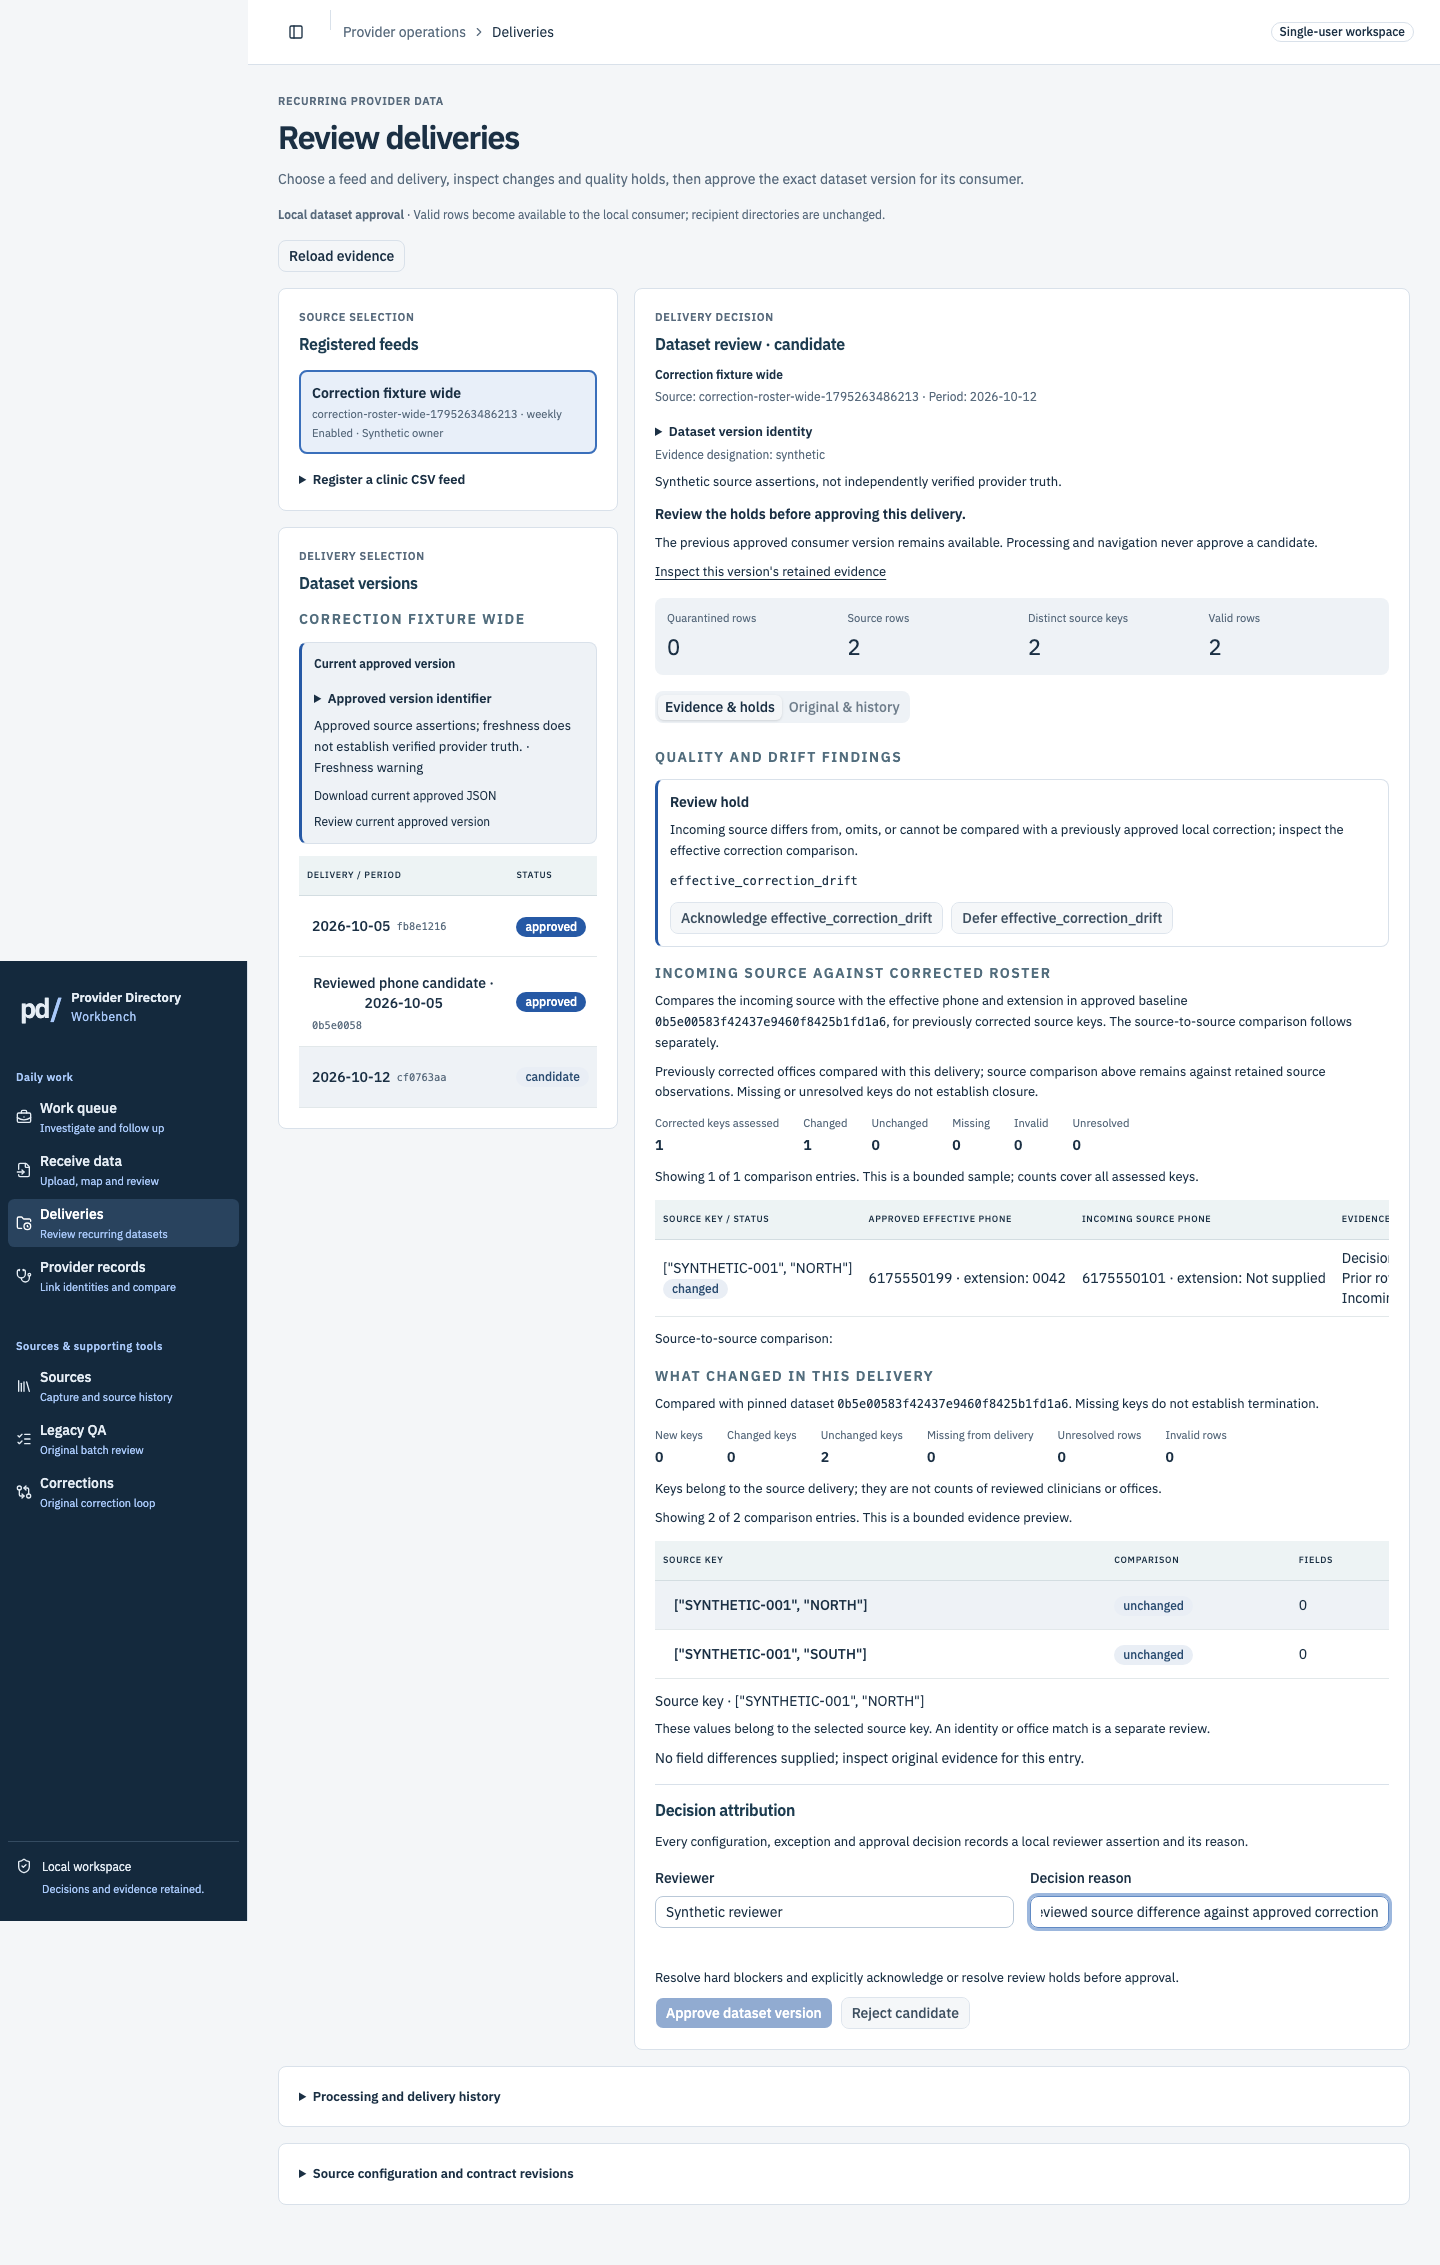 Provider operations > Deliveries
Single-user workspace
RECURRING PROVIDER DATA
Review deliveries
Choose a feed and delivery, inspect changes and quality holds, then approve the exact dataset version for its consumer.
Local dataset approval · Valid rows become available to the local consumer; recipient directories are unchanged.
Reload evidence
SOURCE SELECTION
Registered feeds
Correction fixture wide
correction-roster-wide-1795263486213 · weekly
Enabled · Synthetic owner
Register a clinic CSV feed
DELIVERY SELECTION
Dataset versions
CORRECTION FIXTURE WIDE
Current approved version
Approved version identifier
Approved source assertions; freshness does
not establish verified provider truth. ·
Freshness warning
Download current approved JSON
Review current approved version
DELIVERY / PERIOD STATUS
2026-10-05 fb8e1216 approved
Reviewed phone candidate ·
2026-10-05
0b5e0058
approved
2026-10-12 cf0763aa candidate
DELIVERY DECISION
Dataset review · candidate
Correction fixture wide
Source: correction-roster-wide-1795263486213 · Period: 2026-10-12
Dataset version identity
Evidence designation: synthetic
Synthetic source assertions, not independently verified provider truth.
Review the holds before approving this delivery.
The previous approved consumer version remains available. Processing and navigation never approve a candidate.
Inspect this version's retained evidence
Quarantined rows Source rows Distinct source keys Valid rows
0 2 2 2
Evidence & holds Original & history
QUALITY AND DRIFT FINDINGS
Review hold
Incoming source differs from, omits, or cannot be compared with a previously approved local correction; inspect the
effective correction comparison.
effective_correction_drift
Acknowledge effective_correction_drift Defer effective_correction_drift
INCOMING SOURCE AGAINST CORRECTED ROSTER
Compares the incoming source with the effective phone and extension in approved baseline
0b5e00583f42437e9460f8425b1fd1a6, for previously corrected source keys. The source-to-source comparison follows
separately.
Previously corrected offices compared with this delivery; source comparison above remains against retained source
observations. Missing or unresolved keys do not establish closure.
Corrected keys assessed Changed Unchanged Missing Invalid Unresolved
1 1 0 0 0 0
Showing 1 of 1 comparison entries. This is a bounded sample; counts cover all assessed keys.
SOURCE KEY / STATUS APPROVED EFFECTIVE PHONE INCOMING SOURCE PHONE EVIDENCE
["SYNTHETIC-001", "NORTH"]
changed
6175550199 · extension: 0042
6175550101 · extension: Not supplied
Prior
Source-to-source comparison:
WHAT CHANGED IN THIS DELIVERY
Compared with pinned dataset 0b5e00583f42437e9460f8425b1fd1a6. Missing keys do not establish termination.
New keys Changed keys Unchanged keys Missing from delivery Unresolved rows Invalid rows
0 0 2 0 0 0
Keys belong to the source delivery; they are not counts of reviewed clinicians or offices.
Showing 2 of 2 comparison entries. This is a bounded evidence preview.
SOURCE KEY COMPARISON FIELDS
["SYNTHETIC-001", "NORTH"] unchanged 0
["SYNTHETIC-001", "SOUTH"] unchanged 0
Source key · ["SYNTHETIC-001", "NORTH"]
These values belong to the selected source key. An identity or office match is a separate review.
No field differences supplied; inspect original evidence for this entry.
Decision attribution
Every configuration, exception and approval decision records a local reviewer assertion and its reason.
Reviewer Decision reason
Synthetic reviewer
source difference against approved correction
Resolve hard blockers and explicitly acknowledge or resolve review holds before approval.
Approve dataset version Reject candidate
Processing and delivery history
Source configuration and contract revisions
pd/ Provider Directory
Workbench
Daily work
Work queue
Investigate and follow up
Receive data
Upload, map and review
Deliveries
Review recurring datasets
Provider records
Link identities and compare
Sources & supporting tools
Sources
Capture and source history
Legacy QA
Original batch review
Corrections
Original correction loop
Local workspace
Decisions and evidence retained.